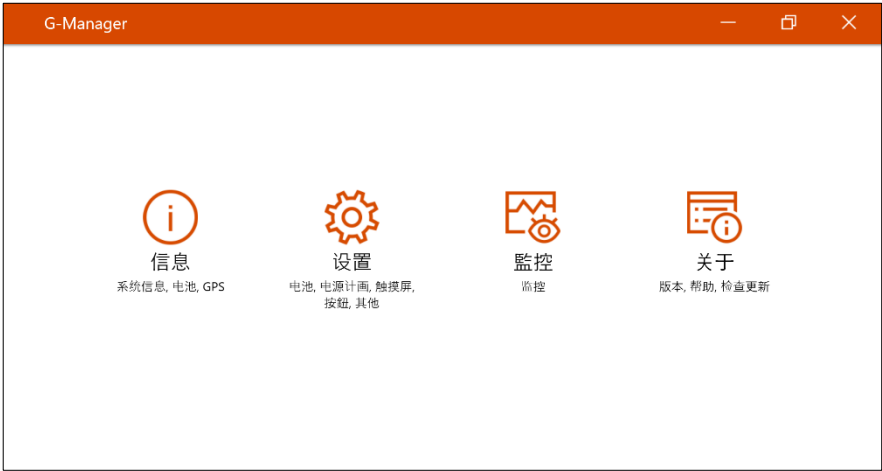 G-Manager
信息
系统信息, 电池, GPS
设置
电池, 电源计画, 触摸屏,
按鈕, 其他
監控
监控
关于
版本, 帮助, 检查更新